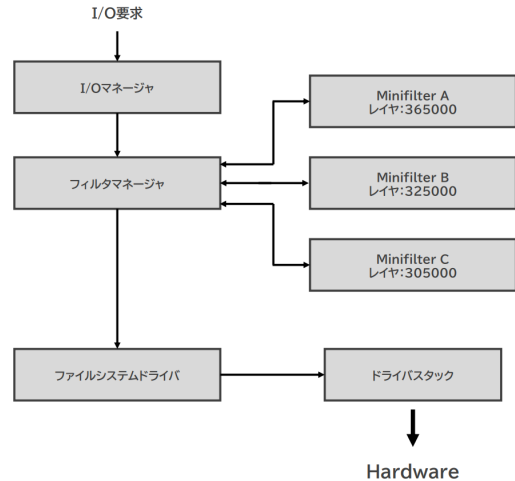 I/O要求
I/Oマネージャ
Minifilter A
レイヤ:365000
フィルタマネージャ
Minifilter B
レイヤ:325000
Minifilter C
レイヤ:305000
ファイルシステムドライバ
ドライバスタック
Hardware